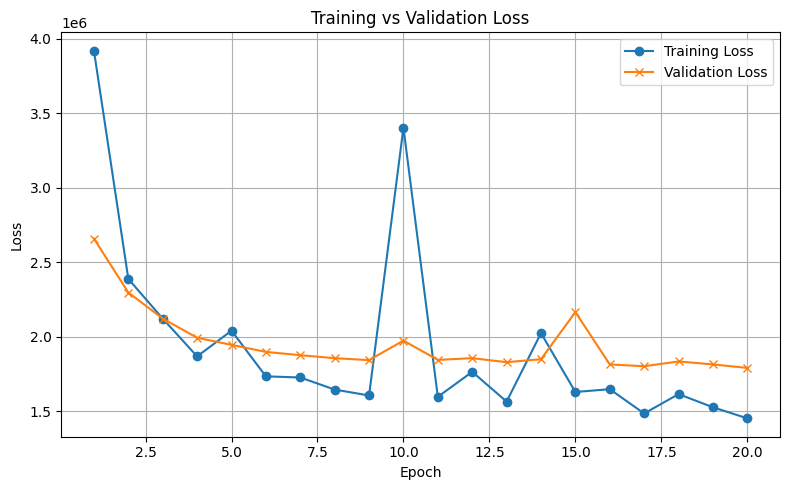 Training vs Validation Loss
1e6
Training Loss
Validation Loss
4.0
3.5
3.0
2.5
2.0
1.5
Loss
2.5 5.0 7.5 10.0 12.5 15.0 17.5 20.0
Epoch